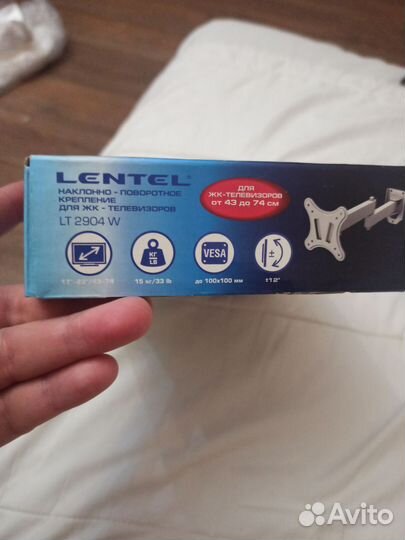 LENTEL®
НАКЛОННО - ПОВОРОТНОЕ
КРЕПЛЕНИЕ
ДЛЯ ЖК - ТЕЛЕВИЗОРОВ
LT 2904 W
ДЛЯ
ЖК-ТЕЛЕВИЗОРОВ
от 43 до 74 см
КГ
LB
VESA
±
15 кг/33 lb
до 100х100 мм
±12°
Avito